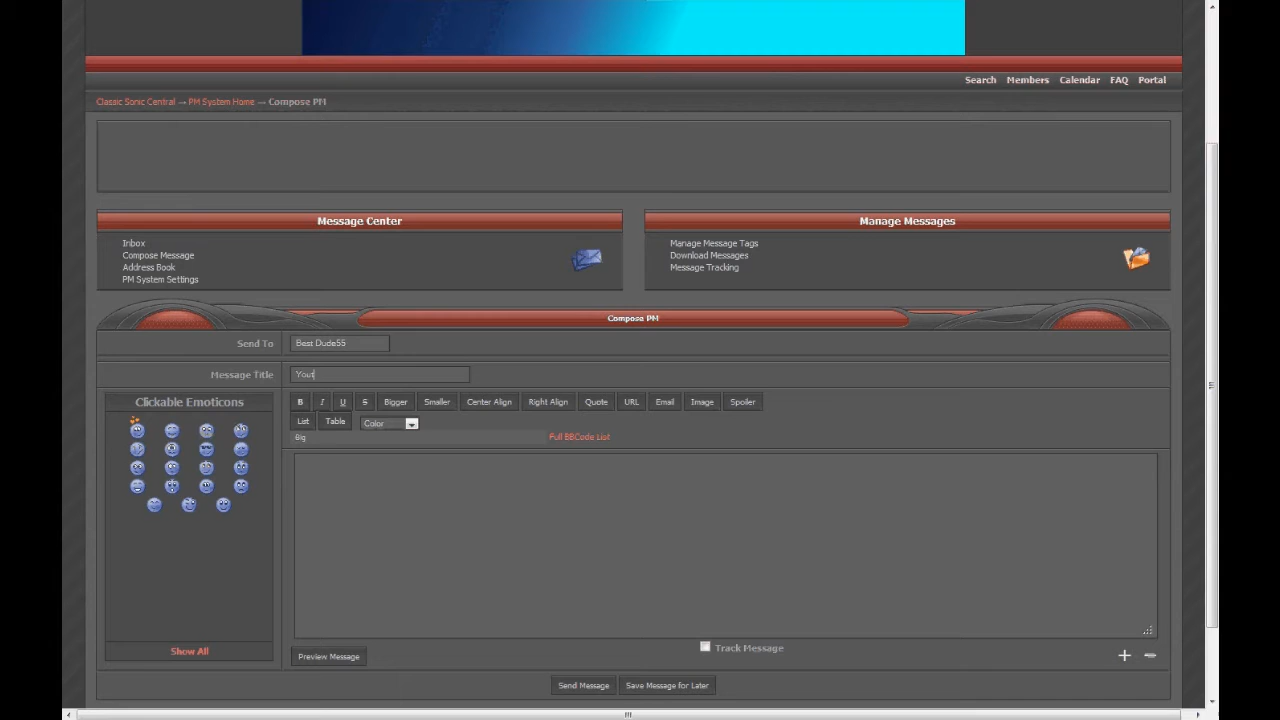 Search Members Calendar FAQ Portal
Classic Sonic Central → PM System Home → Compose PM
Message Center
Manage Messages
Inbox
Compose Message
Address Book
PM System Settings
Manage Message Tags
Download Messages
Message Tracking
Compose PM
Send To Best Dude55
Message Title Yout
Clickable Emoticons
B I U S Bigger Smaller Center Align Right Align Quote URL Email Image Spoiler
List Table Color
Big Full BBCode List
Show All
Track Message
Preview Message
Send Message Save Message for Later